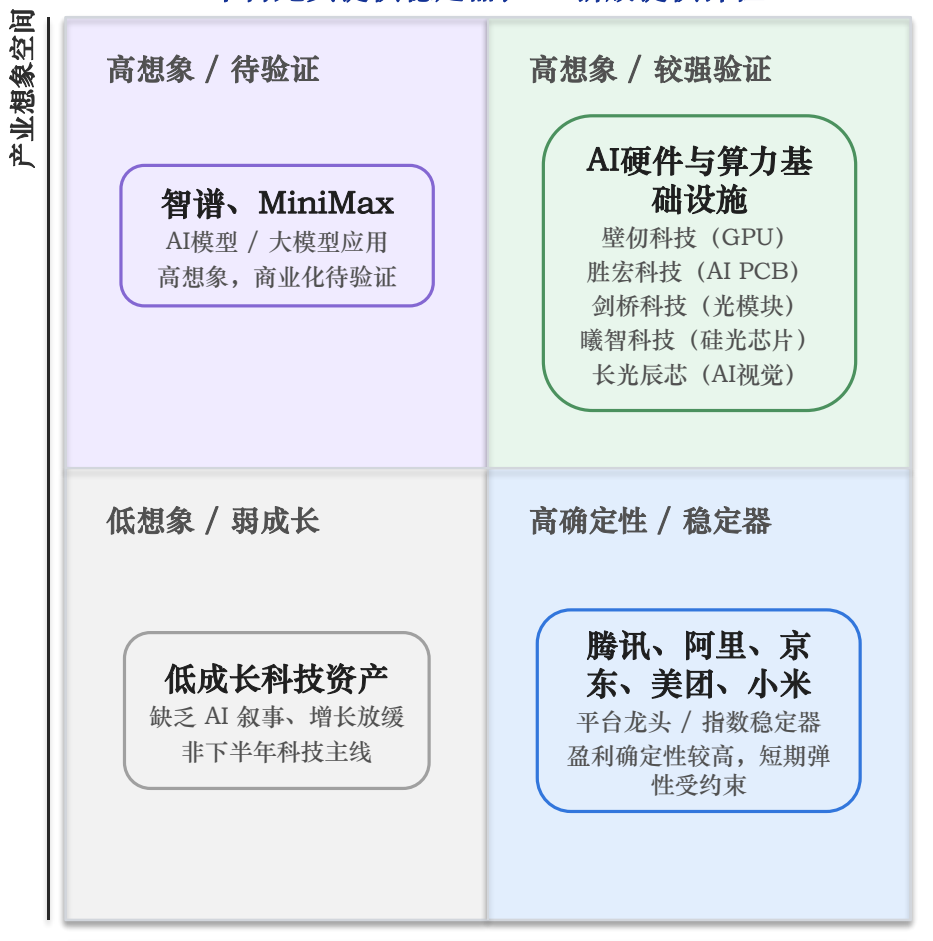 产业想象空间
高想象 / 待验证
智谱、MiniMax
AI模型 / 大模型应用
高想象，商业化待验证
高想象 / 较强验证
AI硬件与算力基
础设施
壁仞科技（GPU）
胜宏科技（AI PCB）
剑桥科技（光模块）
曦智科技（硅光芯片）
长光辰芯（AI视觉）
低想象 / 弱成长
低成长科技资产
缺乏 AI 叙事、增长放缓
非下半年科技主线
高确定性 / 稳定器
腾讯、阿里、京
东、美团、小米
平台龙头 / 指数稳定器
盈利确定性较高，短期弹
性受约束